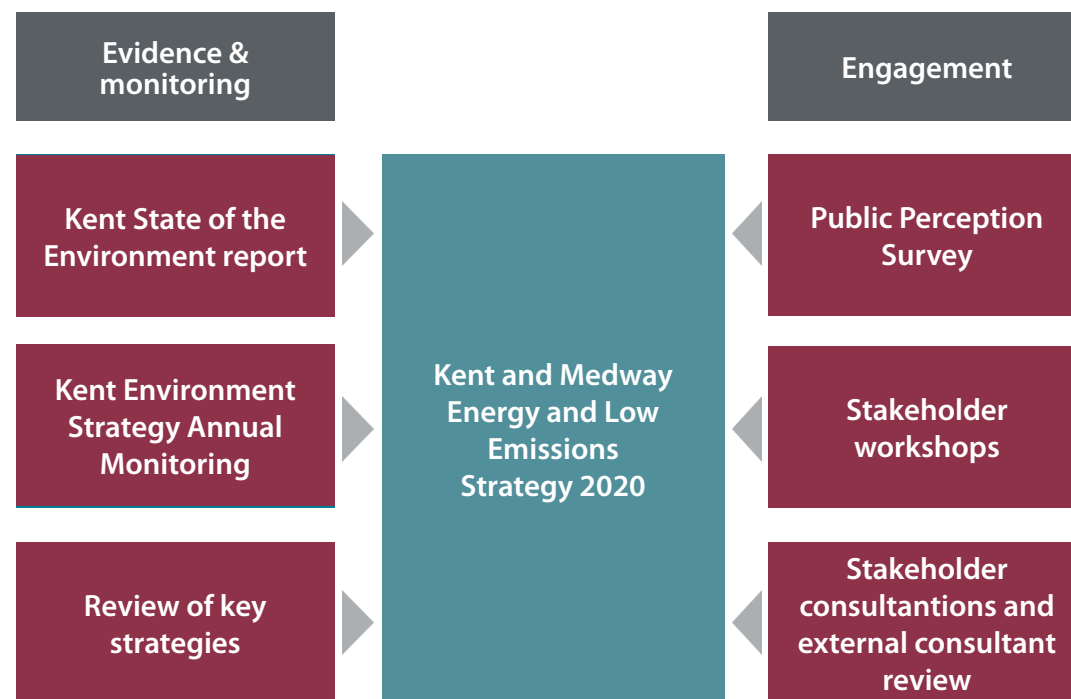 Evidence &
monitoring
Engagement
Kent State of the
Environment report
Public Perception
Survey
Kent Environment
Strategy Annual
Monitoring
Kent and Medway
Energy and Low
Emissions
Strategy 2020
Stakeholder
workshops
Review of key
strategies
Stakeholder
consultantions and
external consultant
review